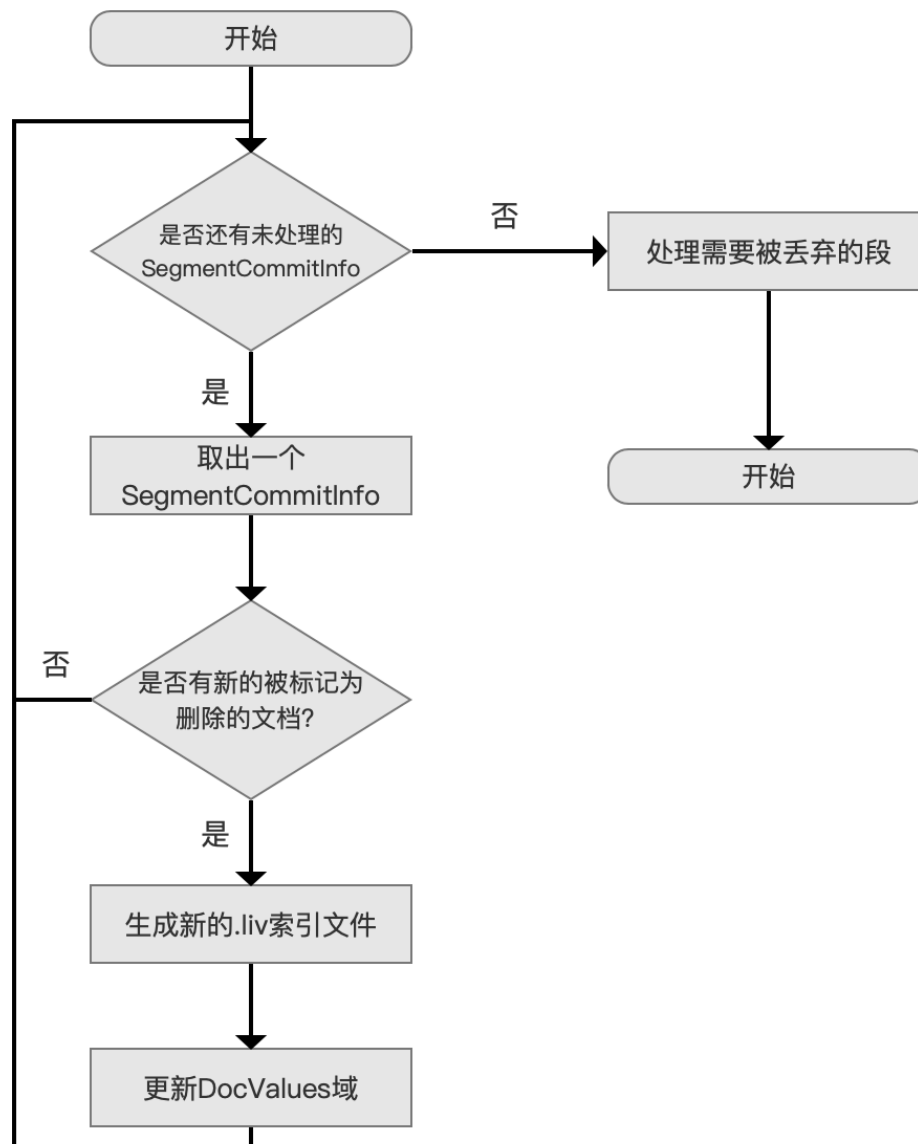 开始
是否还有未处理的
SegmentCommitInfo
否
处理需要被丢弃的段
是
取出一个
SegmentCommitInfo
开始
否
是否有新的被标记为
删除的文档?
是
生成新的.liv索引文件
更新DocValues域